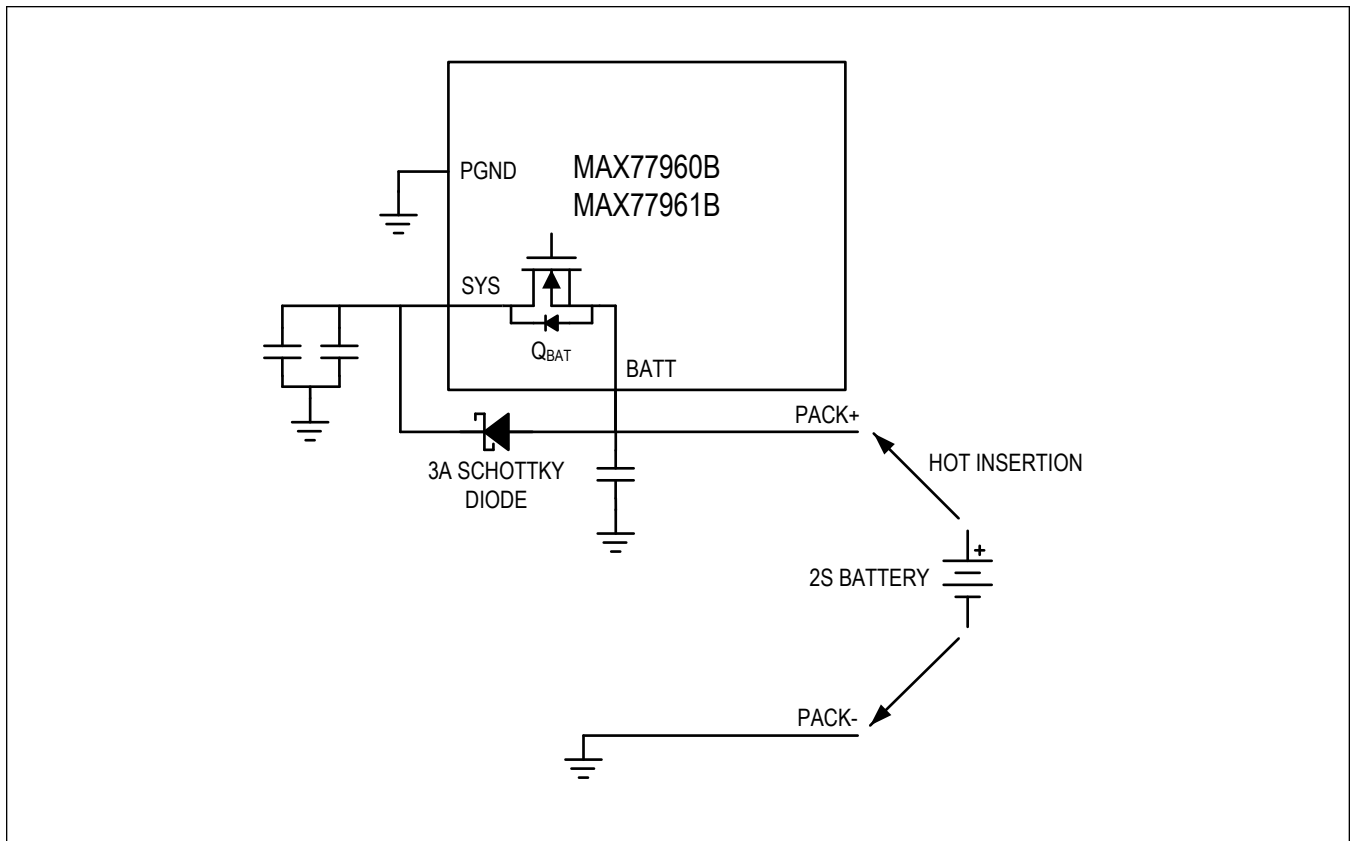 PGND
MAX77960B
MAX77961B
SYS
QBAT
BATT
PACK+
3A SCHOTTKY
DIODE
HOT INSERTION
+
2S BATTERY
PACK-